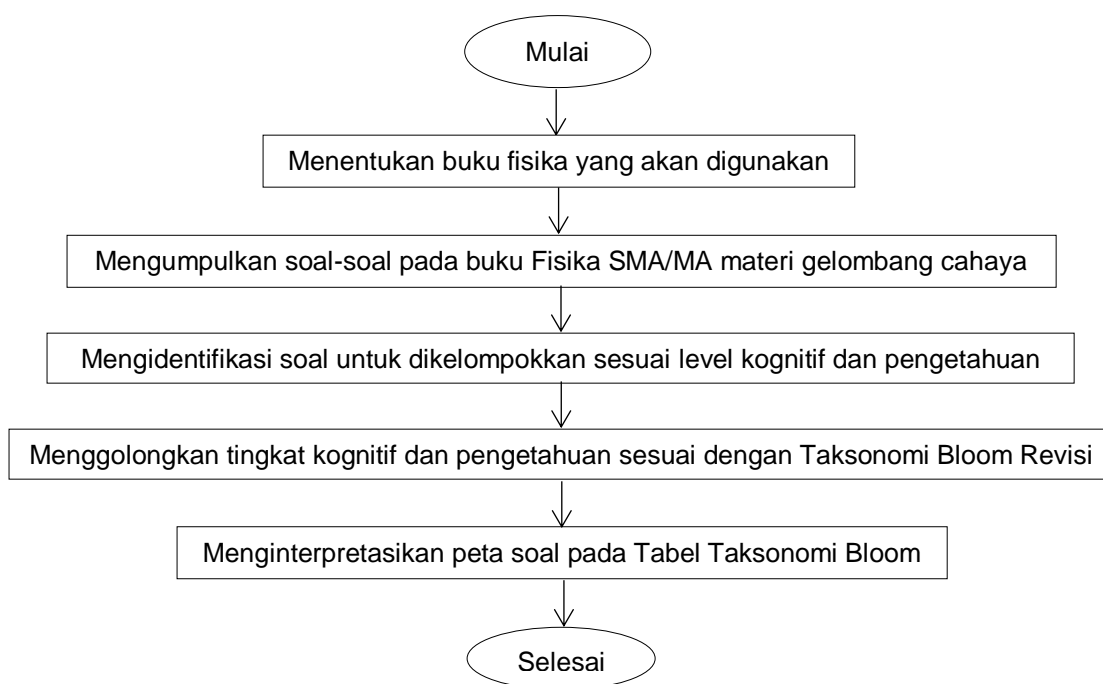 Mulai
Menentukan buku fisika yang akan digunakan
Mengumpulkan soal-soal pada buku Fisika SMA/MA materi gelombang cahaya
Mengidentifikasi soal untuk dikelompokkan sesuai level kognitif dan pengetahuan
Menggolongkan tingkat kognitif dan pengetahuan sesuai dengan Taksonomi Bloom Revisi
Menginterpretasikan peta soal pada Tabel Taksonomi Bloom
Selesai